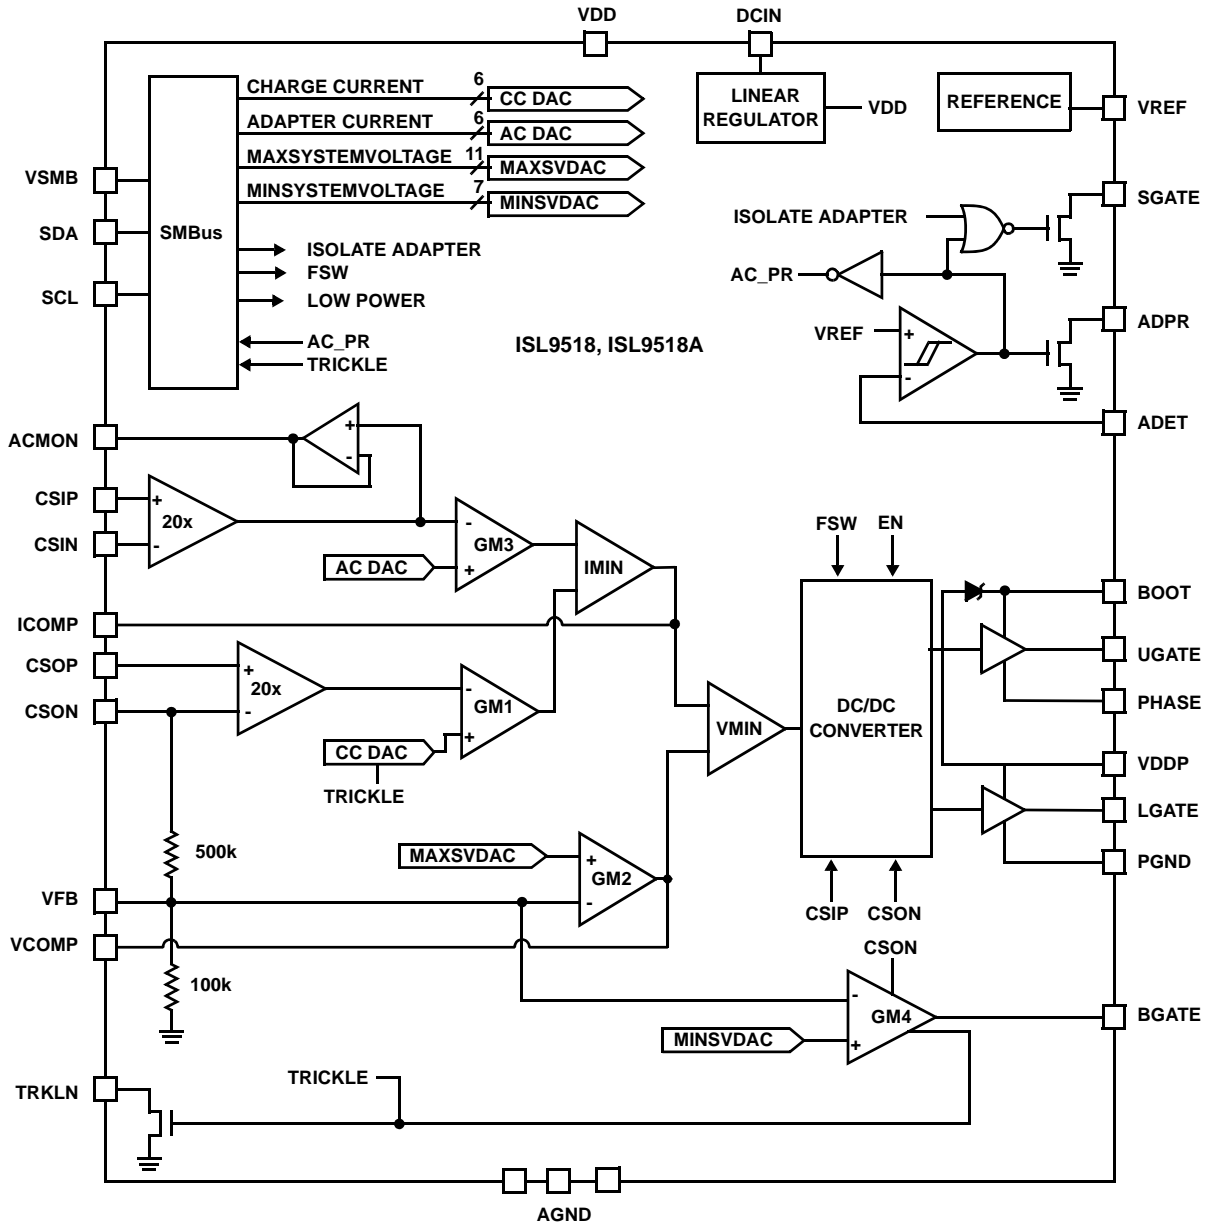 VDD
DCIN
CHARGE CURRENT
6
CC DAC
ADAPTER CURRENT
6
AC DAC
MAXSYSTEMVOLTAGE
11
MAXSVDAC
MINSYSTEMVOLTAGE
7
MINSVDAC
LINEAR
REGULATOR
VDD
REFERENCE
VREF
VSMB
SDA
SCL
SMBus
ISOLATE ADAPTER
FSW
LOW POWER
AC_PR
TRICKLE
ISL9518, ISL9518A
ISOLATE ADAPTER
SGATE
AC_PR
VREF
+
-
ADPR
ADET
ACMON
+
-
CSIP
CSIN
+
20x
-
-
GM3
+
AC DAC
IMIN
ICOMP
CSOP
CSON
+
20x
-
-
GM1
+
CC DAC
TRICKLE
VMIN
FSW
EN
DC/DC
CONVERTER
CSIP
CSON
BOOT
UGATE
PHASE
VDDP
LGATE
PGND
500k
MAXSVDAC
+
GM2
-
VFB
VCOMP
100k
CSON
-
GM4
+
MINSVDAC
BGATE
TRKLN
TRICKLE
AGND